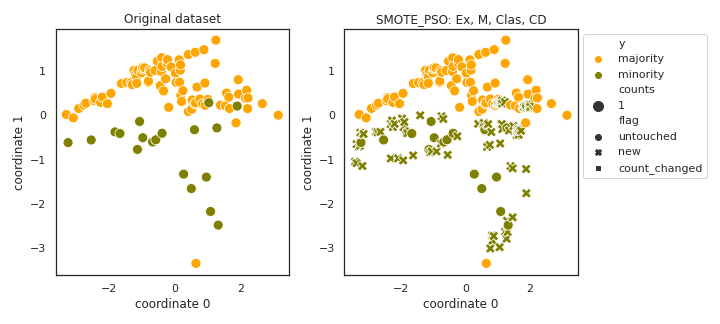 Original dataset
SMOTE_PSO: Ex, M, Clas, CD
coordinate 1
1
0
−1
−2
−3
−2
0
2
coordinate 0
coordinate 1
1
0
−1
−2
−3
−2
0
2
coordinate 0
y
majority
minority
counts
1
flag
untouched
new
count_changed